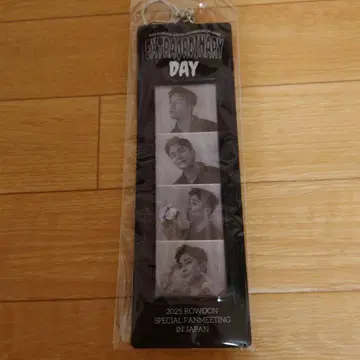 EXTRAORDINARY
DAY
2025 ROWOON
SPECIAL FANMEETING
IN JAPAN